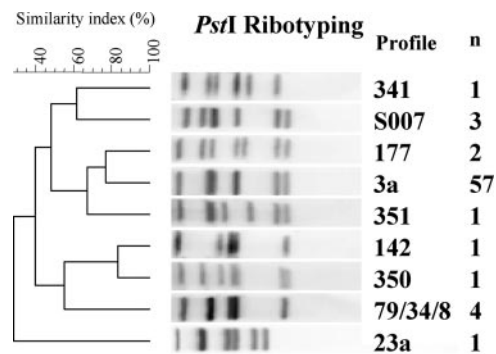 Similarity index (%)
PstI Ribotyping
Profile n
40 60 80 100
341 1
S007 3
177 2
3a 57
351 1
142 1
350 1
79/34/8 4
23a 1